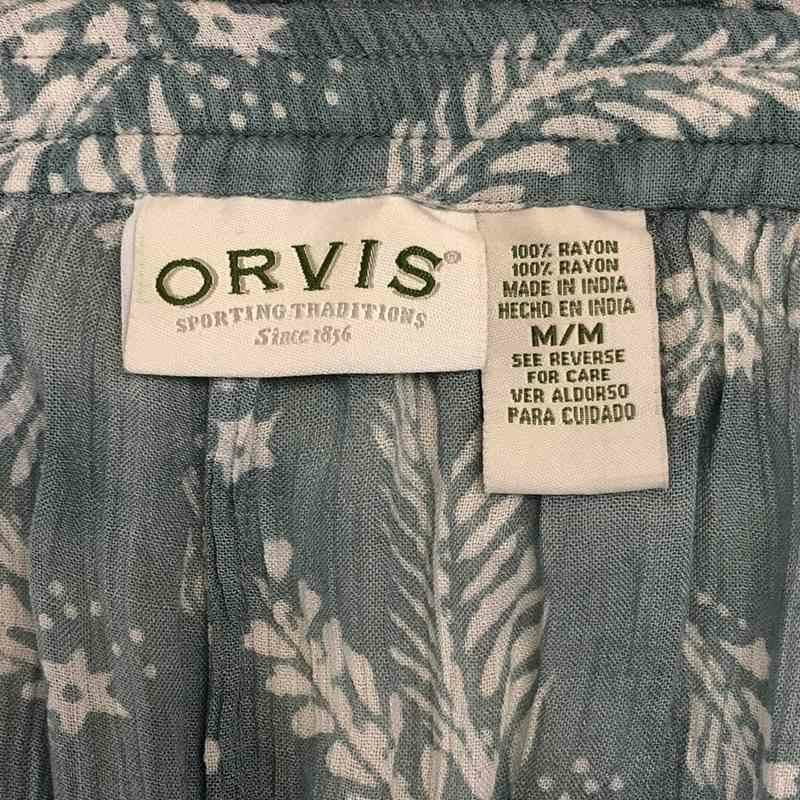 ORVIS®
SPORTING TRADITIONS
Since 1856
100% RAYON
100% RAYON
MADE IN INDIA
HECHO EN INDIA
M/M
SEE REVERSE
FOR CARE
VER ALDORSO
PARA CUIDADO